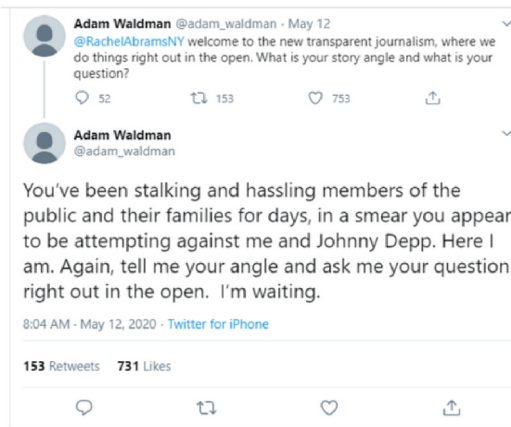 Adam Waldman @adam_waldman · May 12
@RachelAbramsNY welcome to the new transparent journalism, where we
do things right out in the open. What is your story angle and what is your
question?
52 153 753
Adam Waldman
@adam_waldman
You've been stalking and hassling members of the
public and their families for days, in a smear you appear
to be attempting against me and Johnny Depp. Here I
am. Again, tell me your angle and ask me your question
right out in the open. I'm waiting.
8:04 AM · May 12, 2020 · Twitter for iPhone
153 Retweets 731 Likes